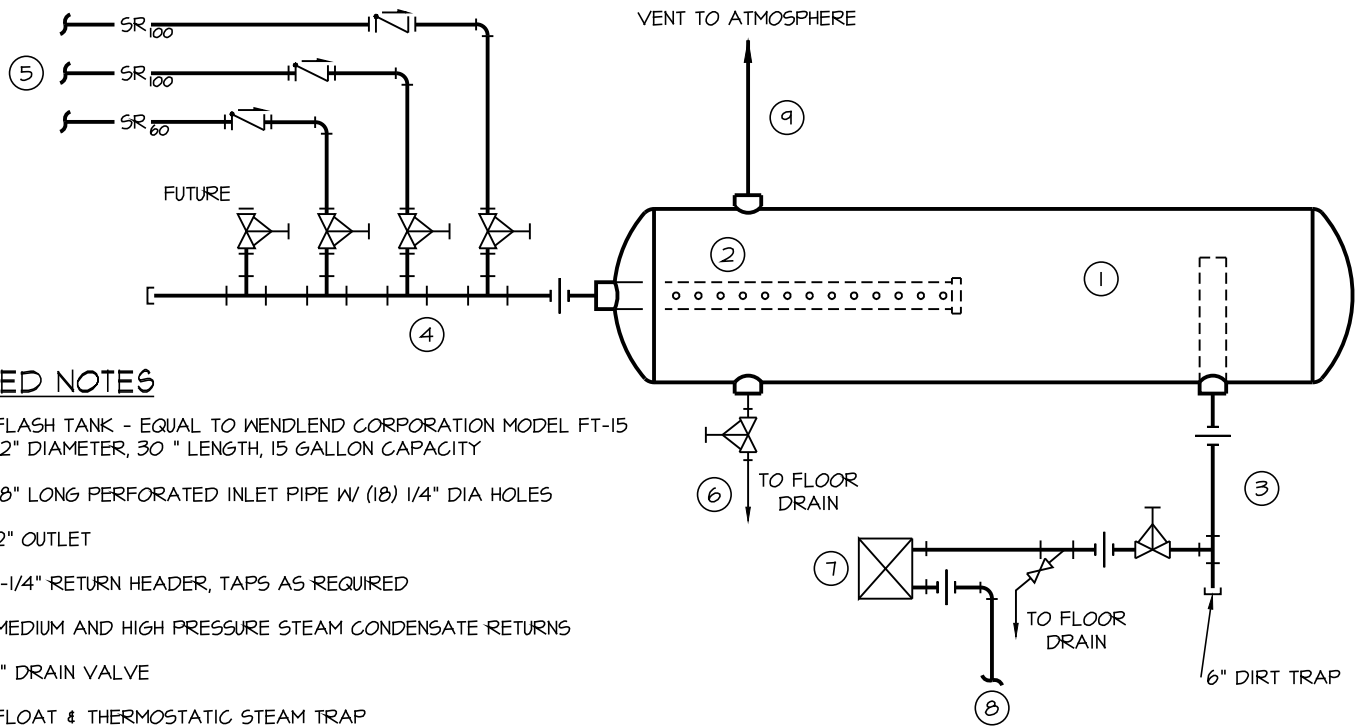 VENT TO ATMOSPHERE
SR100
SR100
5
SR60
9
FUTURE
2
1
4
ED NOTES
FLASH TANK - EQUAL TO WENDLEND CORPORATION MODEL FT-15
2" DIAMETER, 30 " LENGTH, 15 GALLON CAPACITY
8" LONG PERFORATED INLET PIPE W/ (18) 1/4" DIA HOLES
2" OUTLET
-1/4" RETURN HEADER, TAPS AS REQUIRED
MEDIUM AND HIGH PRESSURE STEAM CONDENSATE RETURNS
" DRAIN VALVE
FLOAT & THERMOSTATIC STEAM TRAP
6
TO FLOOR
DRAIN
3
7
TO FLOOR
DRAIN
6" DIRT TRAP
8